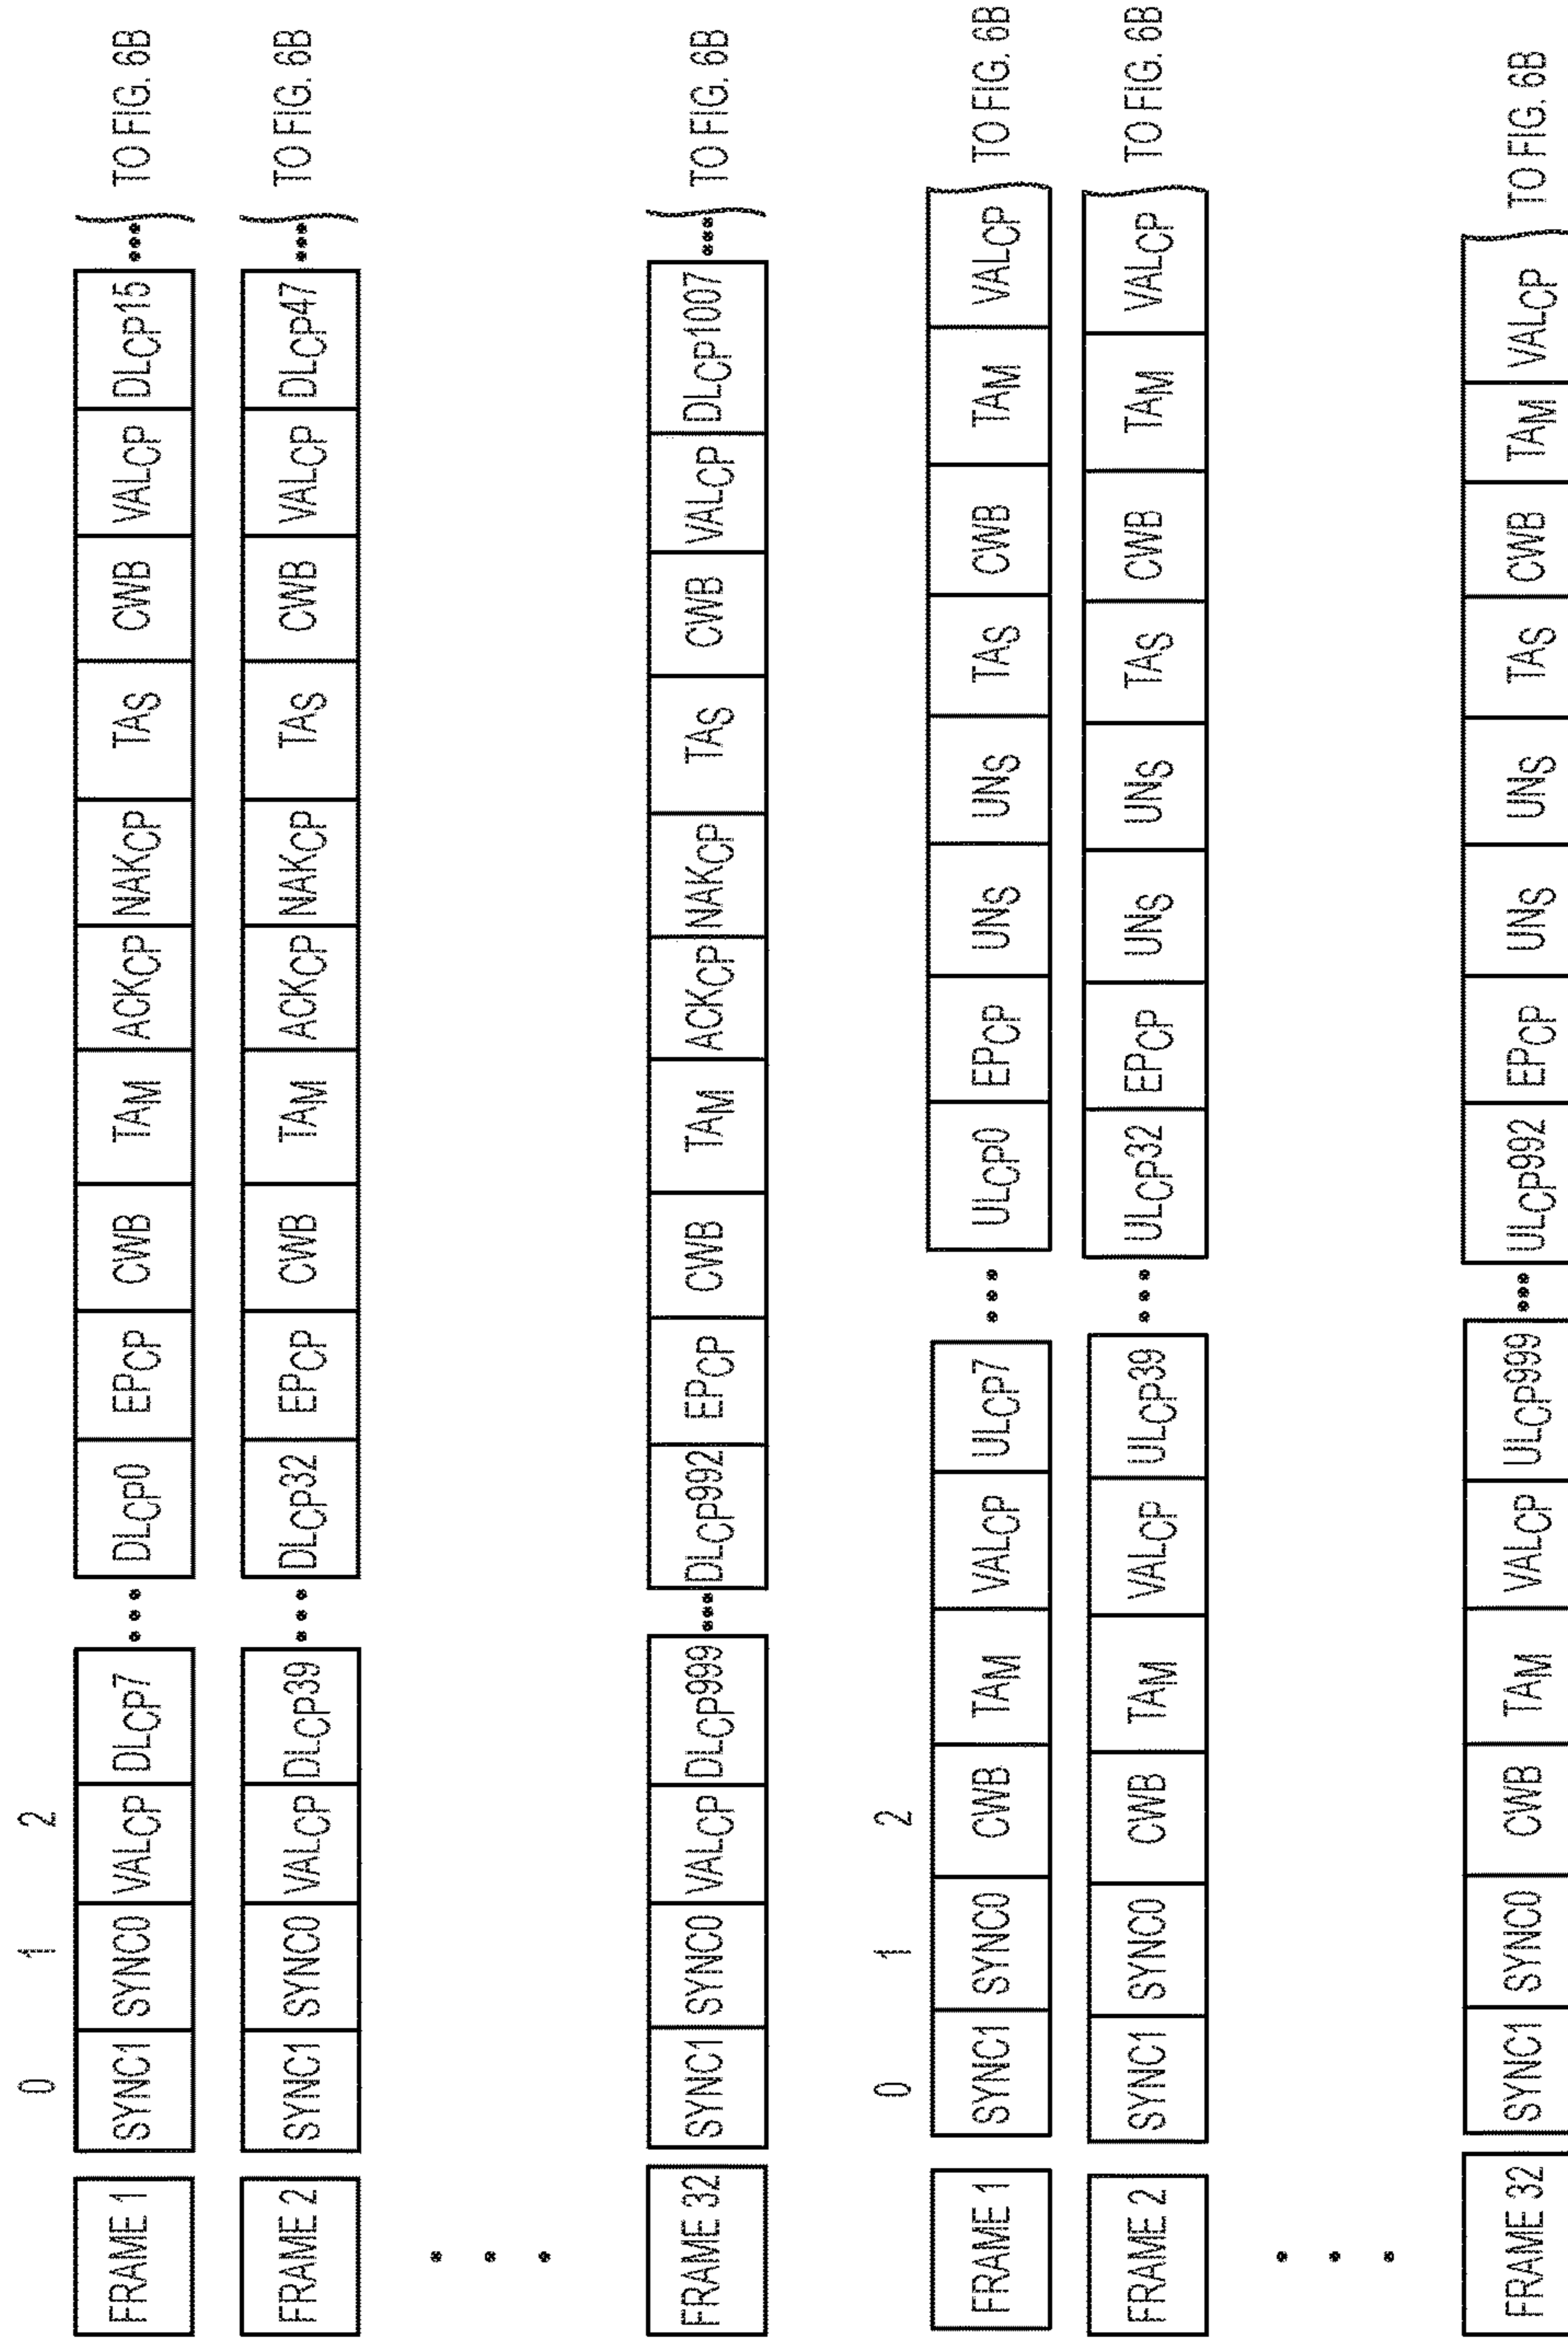 0 1 2
FRAME 1 SYNC1 SYNC0 VALCP DLCP7 ••• DLCP0 EPCP CWB TAM ACKCP NAKCP TAS CWB VALCP DLCP15 ••• TO FIG. 6B
FRAME 2 SYNC1 SYNC0 VALCP DLCP39 ••• DLCP32 EPCP CWB TAM ACKCP NAKCP TAS CWB VALCP DLCP47 ••• TO FIG. 6B
•••
FRAME 32 SYNC1 SYNC0 VALCP DLCP999 ••• DLCP992 EPCP CWB TAM ACKCP NAKCP TAS CWB VALCP DLCP1007 ••• TO FIG. 6B
0 1 2
FRAME 1 SYNC1 SYNC0 CWB TAM VALCP ULCP7 ••• ULCP0 EPCP UNS UNS TAS CWB TAM VALCP TO FIG. 6B
FRAME 2 SYNC1 SYNC0 CWB TAM VALCP ULCP39 ••• ULCP32 EPCP UNS UNS TAS CWB TAM VALCP TO FIG. 6B
•••
FRAME 32 SYNC1 SYNC0 CWB TAM VALCP ULCP999 ••• ULCP992 EPCP UNS UNS TAS CWB TAM VALCP TO FIG. 6B